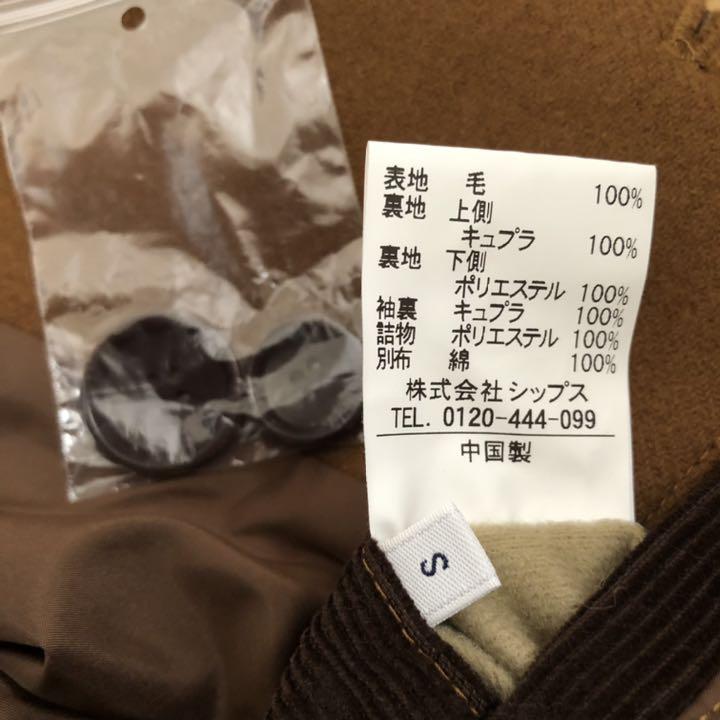 表地 毛 100%
裏地 上側
キュプラ 100%
裏地 下側
ポリエステル 100%
袖裏 キュプラ 100%
詰物 ポリエステル 100%
別布 綿 100%
株式会社 シップス
TEL. 0120-444-099
中国製
S